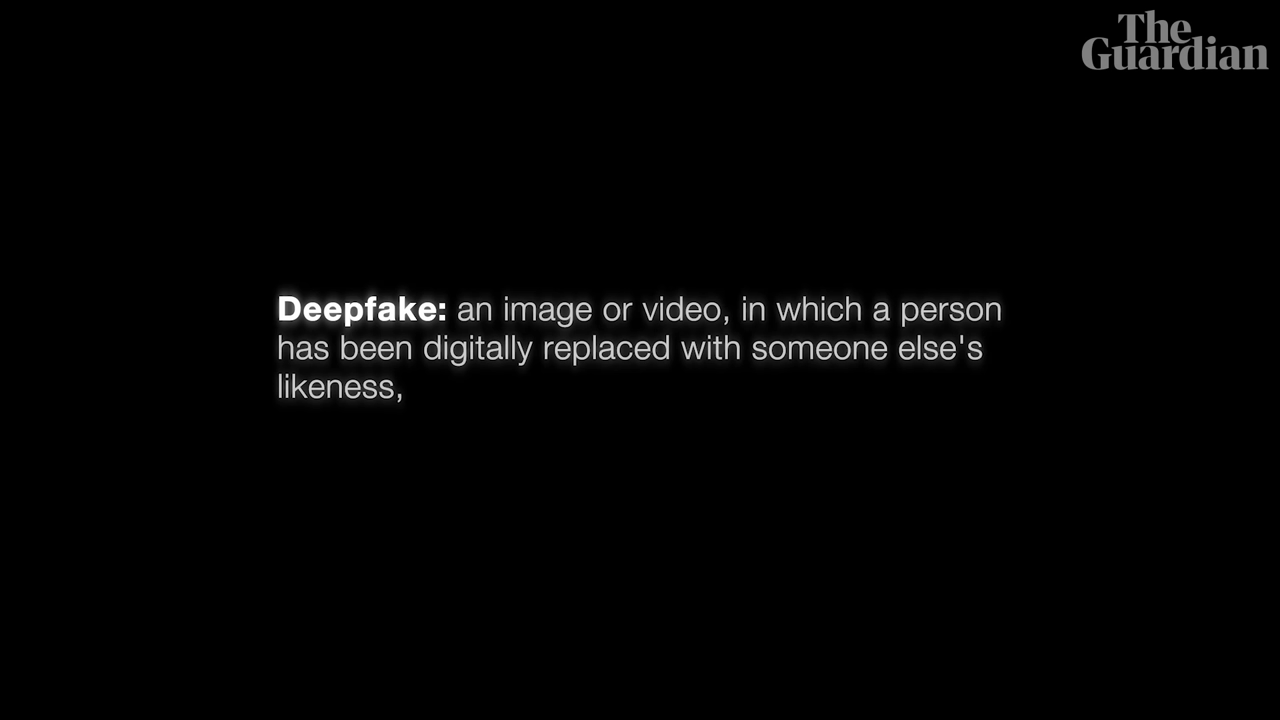 The
Guardian
Deepfake: an image or video, in which a person
has been digitally replaced with someone else's
likeness,